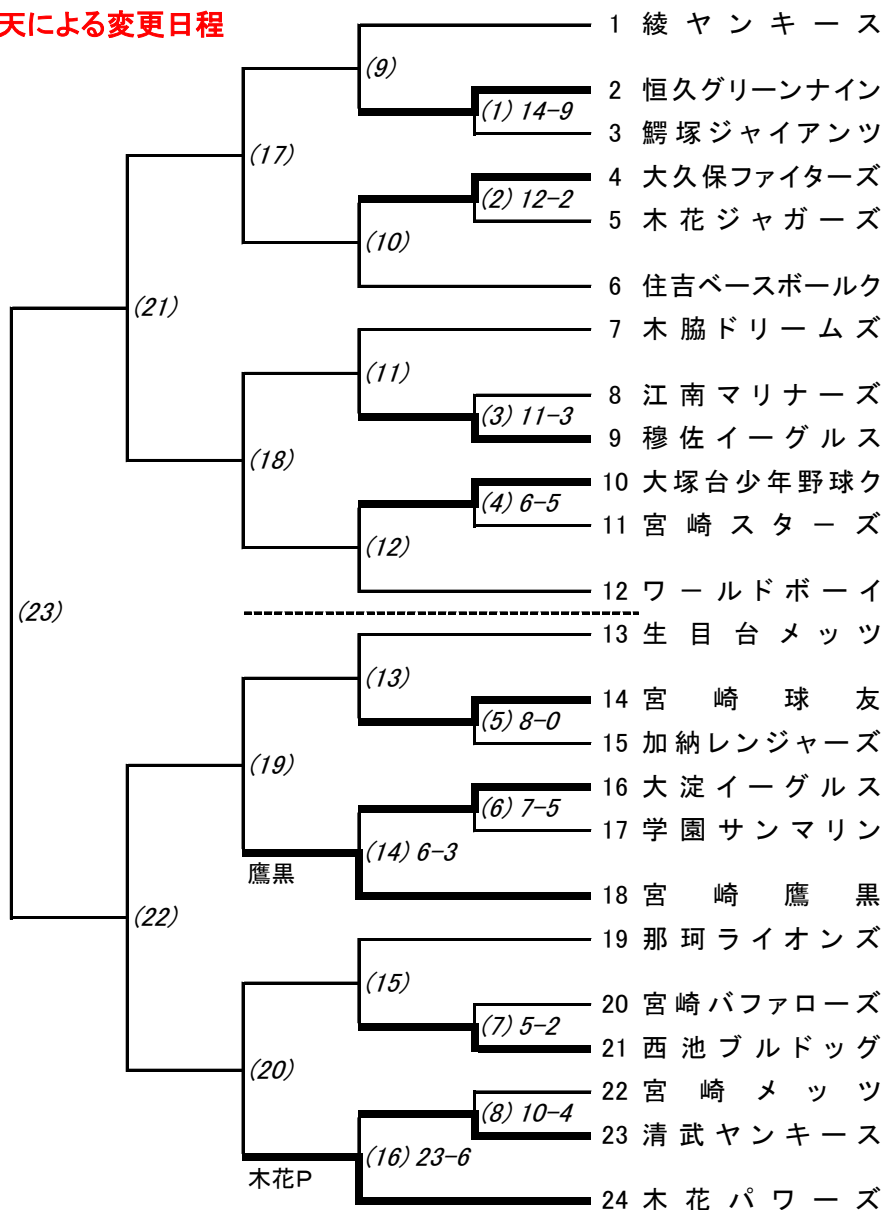 天による変更日程
1 綾ヤンキース
(9)
2 恒久グリーンナイン
(1) 14-9
3 鰐塚ジャイアンツ
(17)
4 大久保ファイターズ
(2) 12-2
5 木花ジャガーズ
(10)
6 住吉ベースボールク
(21)
7 木脇ドリームズ
(11)
8 江南マリナーズ
(3) 11-3
9 穆佐イーグルス
(18)
10 大塚台少年野球ク
(4) 6-5
11 宮崎スターズ
(12)
12 ワールドボーイ
(23)
13 生目台メッツ
(13)
14 宮崎球友
(5) 8-0
15 加納レンジャーズ
(19)
16 大淀イーグルス
(6) 7-5
17 学園サンマリン
(14) 6-3
鷹黒
18 宮崎鷹黒
(22)
19 那珂ライオンズ
(15)
20 宮崎バファローズ
(7) 5-2
21 西池ブルドッグ
(20)
22 宮崎メッツ
(8) 10-4
23 清武ヤンキース
(16) 23-6
木花P
24 木花パワーズ